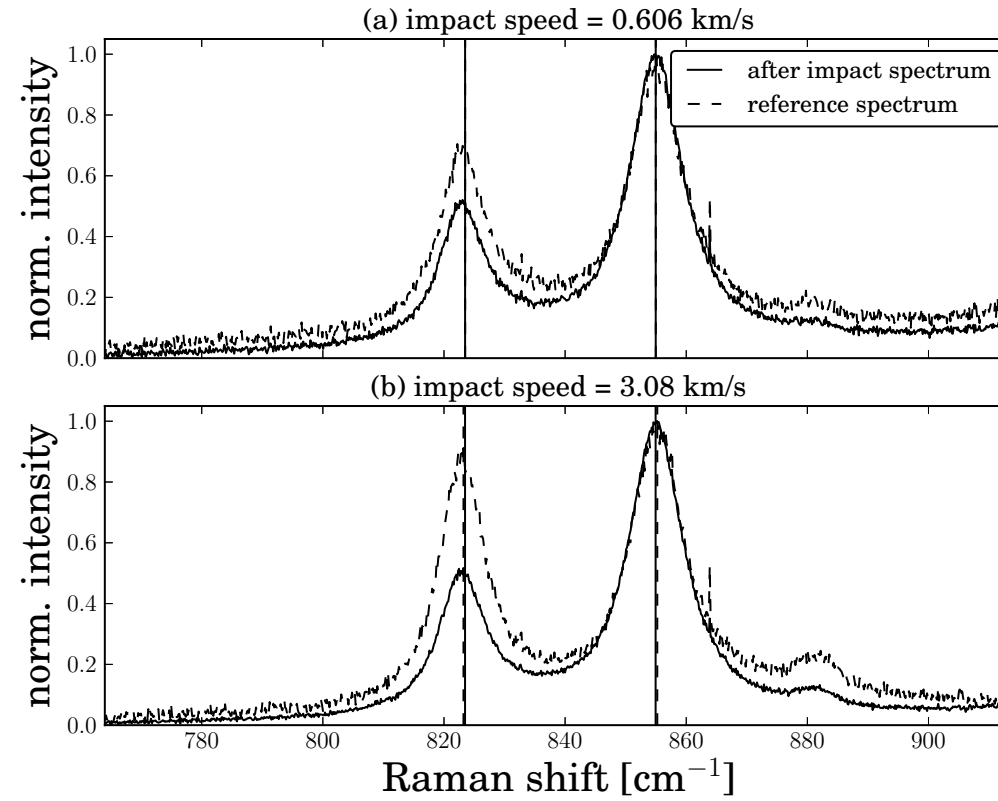 (a) impact speed = 0.606 km/s
norm. intensity
1.0
0.8
0.6
0.4
0.2
0.0
after impact spectrum
reference spectrum
(b) impact speed = 3.08 km/s
norm. intensity
1.0
0.8
0.6
0.4
0.2
0.0
780 800 820 840 860 880 900
Raman shift [cm⁻¹]